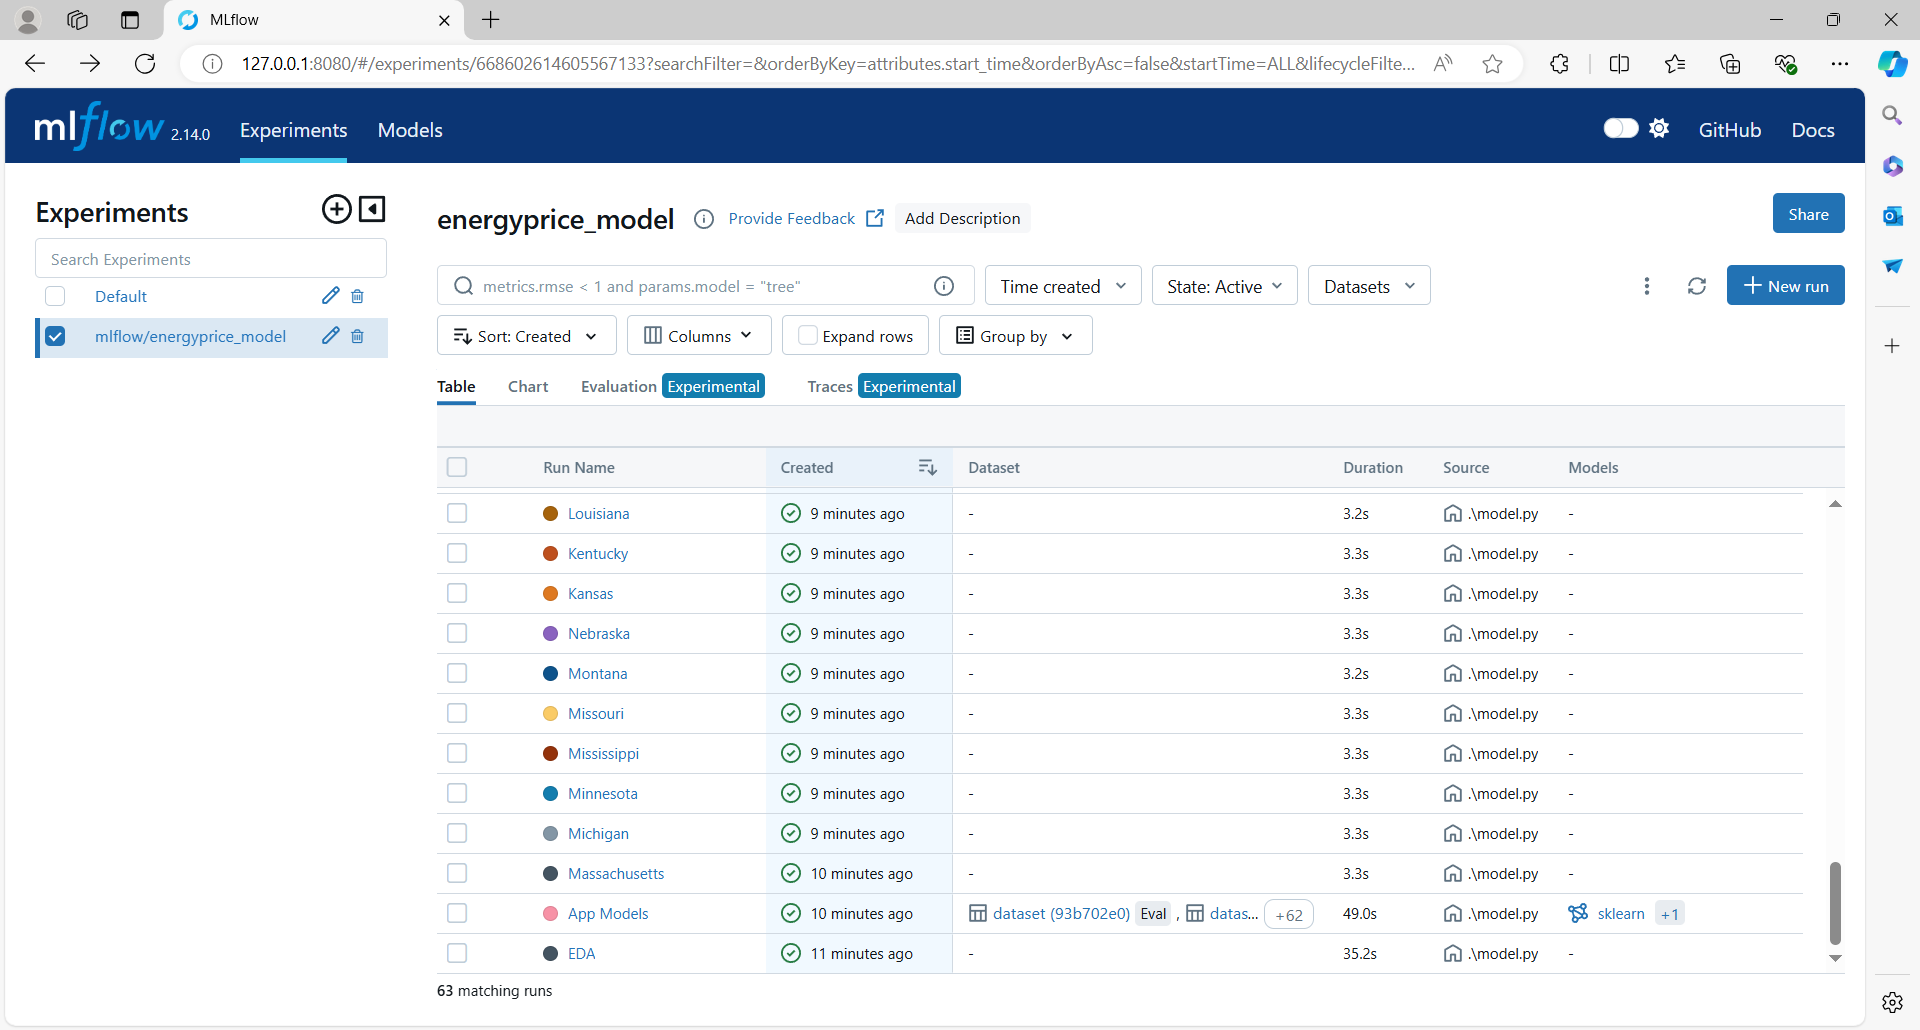 MLflow
127.0.0.1:8080/#/experiments/668602614605567133?searchFilter=&orderByKey=attributes.start_time&orderByAsc=false&startTime=ALL&lifecycleFilte...
mlflow 2.14.0 Experiments Models GitHub Docs
Experiments
Search Experiments
Default
mlflow/energyprice_model
energyprice_model Provide Feedback Add Description Share
metrics.rmse < 1 and params.model = "tree" Time created State: Active Datasets New run
Sort: Created Columns Expand rows Group by
Table Chart Evaluation Experimental Traces Experimental
Run Name Created Dataset Duration Source Models
Louisiana 9 minutes ago - 3.2s .\model.py -
Kentucky 9 minutes ago - 3.3s .\model.py -
Kansas 9 minutes ago - 3.3s .\model.py -
Nebraska 9 minutes ago - 3.3s .\model.py -
Montana 9 minutes ago - 3.2s .\model.py -
Missouri 9 minutes ago - 3.3s .\model.py -
Mississippi 9 minutes ago - 3.3s .\model.py -
Minnesota 9 minutes ago - 3.3s .\model.py -
Michigan 9 minutes ago - 3.3s .\model.py -
Massachusetts 10 minutes ago - 3.3s .\model.py -
App Models 10 minutes ago dataset (93b702e0) Eval , datas... +62 49.0s .\model.py sklearn +1
EDA 11 minutes ago - 35.2s .\model.py -
63 matching runs